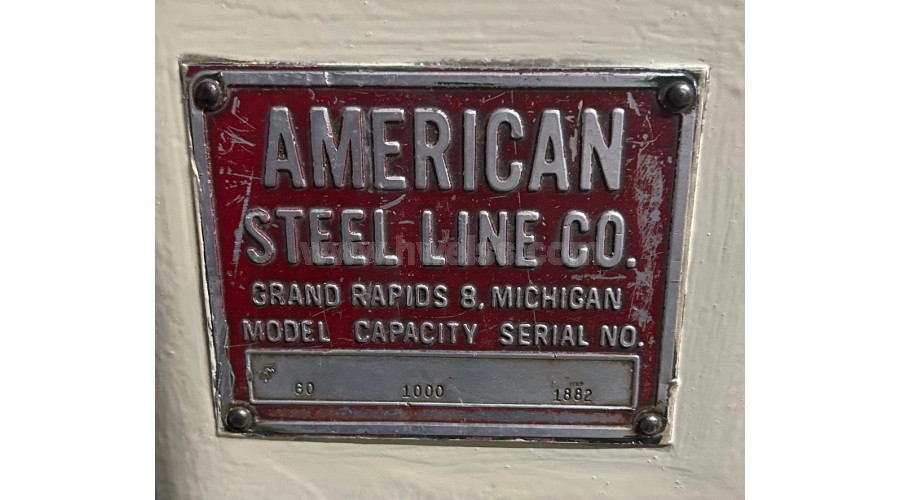 AMERICAN
STEEL LINE CO.
GRAND RAPIDS 8, MICHIGAN
MODEL CAPACITY SERIAL NO.
60 1000 1882